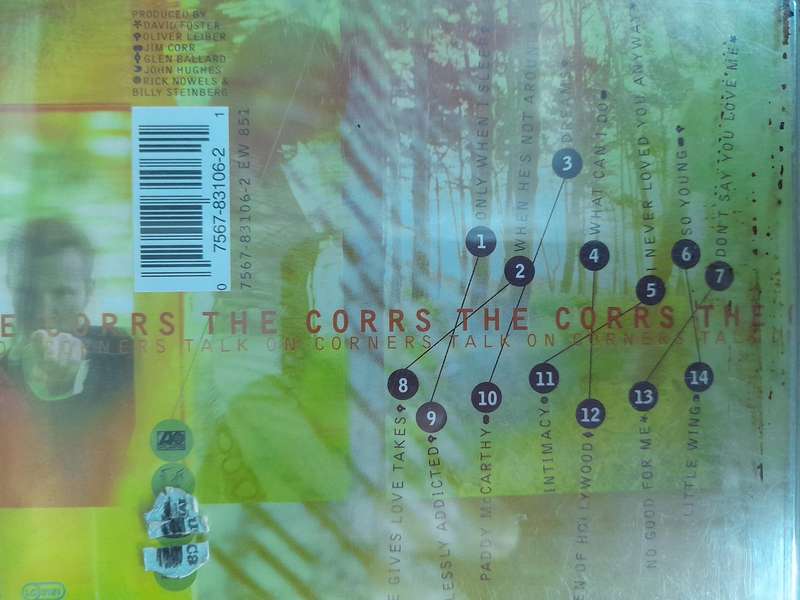 PRODUCED BY
DAVID FOSTER
OLIVER LEIBER
JIM CORR
GLEN BALLARD
JOHN HUGHES
RICK NOWELS &
BILLY STEINBERG
0 7567-83106-2 1
7567-83106-2 EW 851
1 ONLY WHEN I SLEEP
2 WHEN HE'S NOT AROUND
3 DREAMS
4 WHAT CAN I DO
5 I NEVER LOVED YOU ANYWAY
6 SO YOUNG
7 DON'T SAY YOU LOVE ME
E CORRS THE CORRS THE CORRS THE
CORNERS TALK ON CORNERS TALK ON CORNERS TALK
8 GIVES LOVE TAKES
9 LESSLY ADDICTED
10 PADDY MCCARTHY
11 INTIMACY
12 EN OF HOLLYWOOD
13 NO GOOD FOR ME
14 LITTLE WING